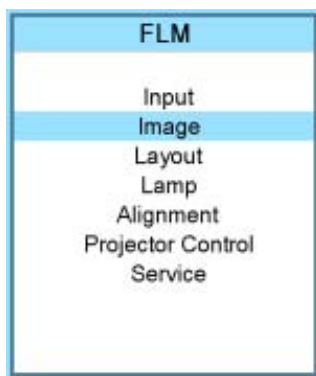 FLM
Input
Image
Layout
Lamp
Alignment
Projector Control
Service